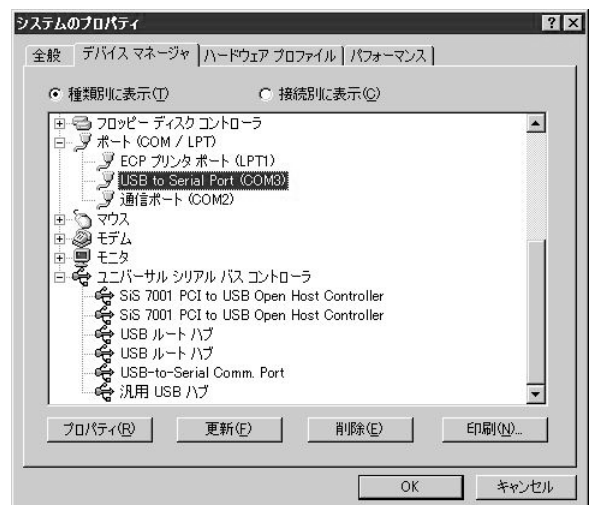 システムのプロパティ
全般 デバイス マネージャ ハードウェア プロファイル パフォーマンス
種類別に表示(T) 接続別に表示(C)
フロッピー ディスク コントローラ
ポート (COM / LPT)
ECP プリンタ ポート (LPT1)
USB to Serial Port (COM3)
通信ポート (COM2)
マウス
モデム
モニタ
ユニバーサル シリアル バス コントローラ
SiS 7001 PCI to USB Open Host Controller
SiS 7001 PCI to USB Open Host Controller
USB ルート ハブ
USB ルート ハブ
USB-to-Serial Comm. Port
汎用 USB ハブ
プロパティ(R) 更新(F) 削除(E) 印刷(N)...
OK キャンセル